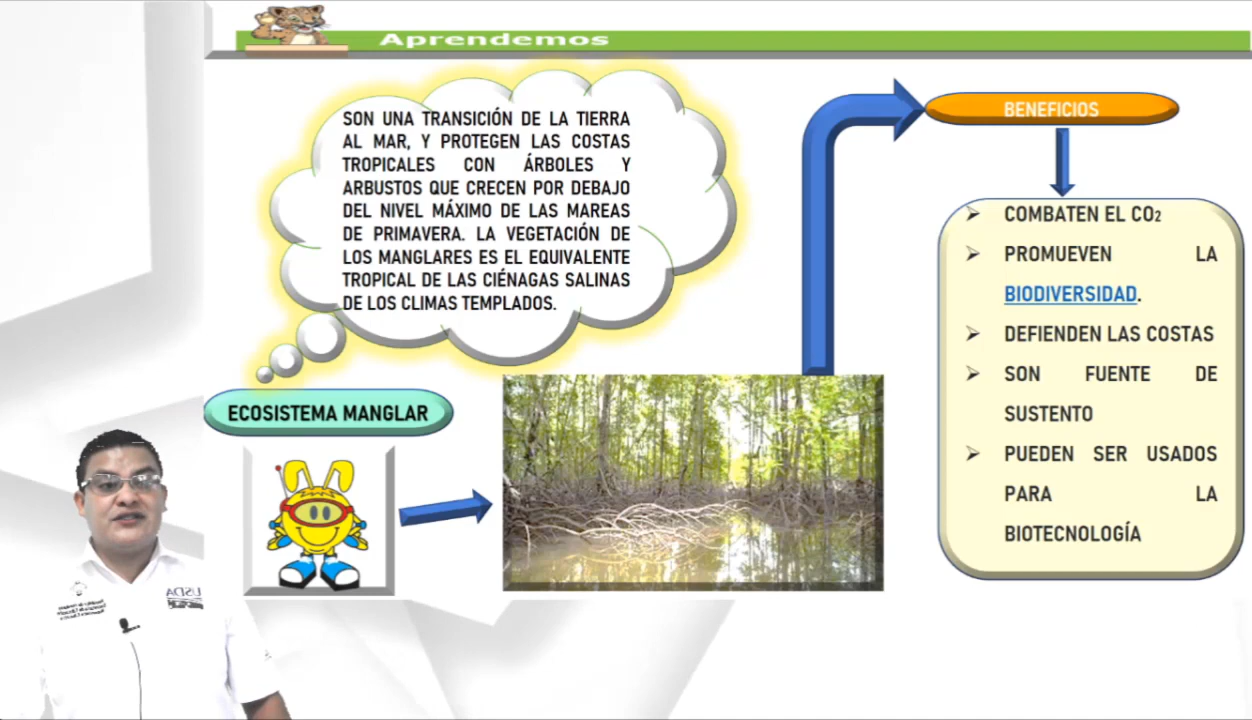 Aprendemos
SON UNA TRANSICIÓN DE LA TIERRA
AL MAR, Y PROTEGEN LAS COSTAS
TROPICALES CON ÁRBOLES Y
ARBUSTOS QUE CRECEN POR DEBAJO
DEL NIVEL MÁXIMO DE LAS MAREAS
DE PRIMAVERA. LA VEGETACIÓN DE
LOS MANGLARES ES EL EQUIVALENTE
TROPICAL DE LAS CIÉNAGAS SALINAS
DE LOS CLIMAS TEMPLADOS.
ECOSISTEMA MANGLAR
BENEFICIOS
COMBATEN EL CO₂
PROMUEVEN LA
BIODIVERSIDAD.
DEFIENDEN LAS COSTAS
SON FUENTE DE
SUSTENTO
PUEDEN SER USADOS
PARA LA
BIOTECNOLOGÍA
USDA